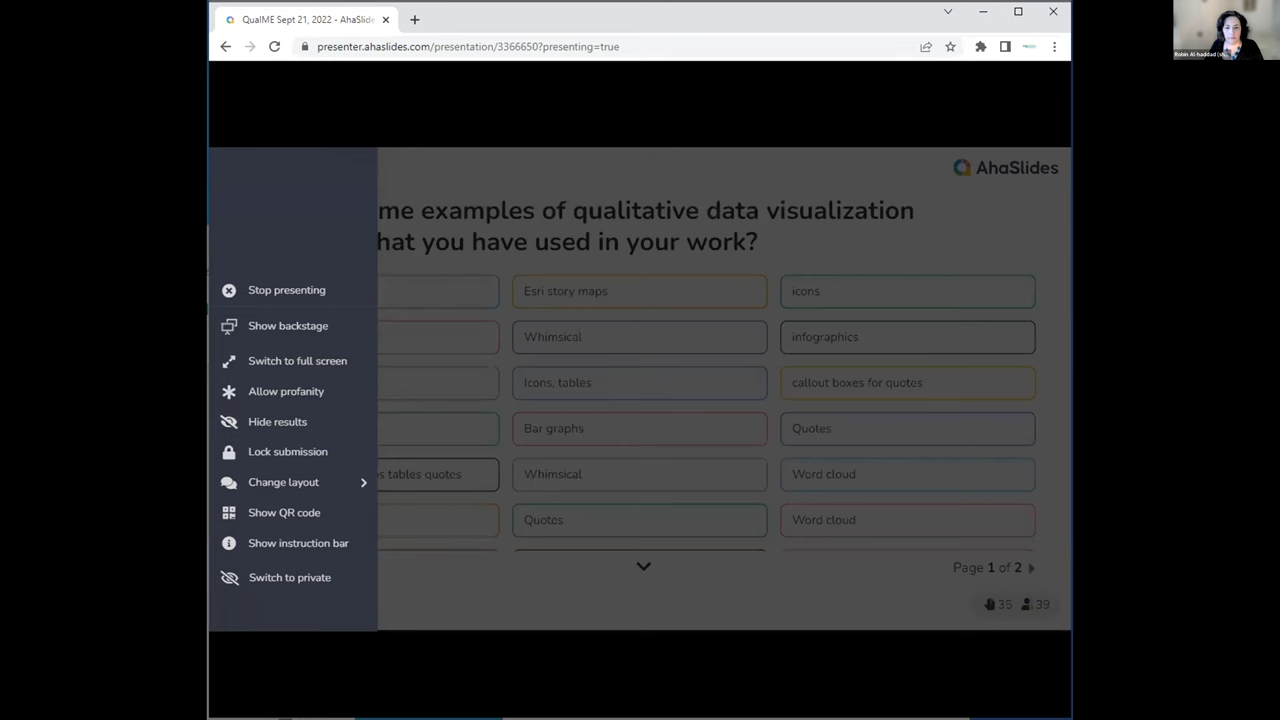 QualME Sept 21, 2022 - AhaSlide
presenter.ahaslides.com/presentation/3366650?presenting=true
Robin Al-haddad (sh
AhaSlides
me examples of qualitative data visualization
hat you have used in your work?
Stop presenting
Show backstage
Switch to full screen
Allow profanity
Hide results
Lock submission
Change layout
Show QR code
Show instruction bar
Switch to private
Esri story maps
icons
Whimsical
infographics
Icons, tables
callout boxes for quotes
Bar graphs
Quotes
s tables quotes
Whimsical
Word cloud
Quotes
Word cloud
Page 1 of 2
35
39